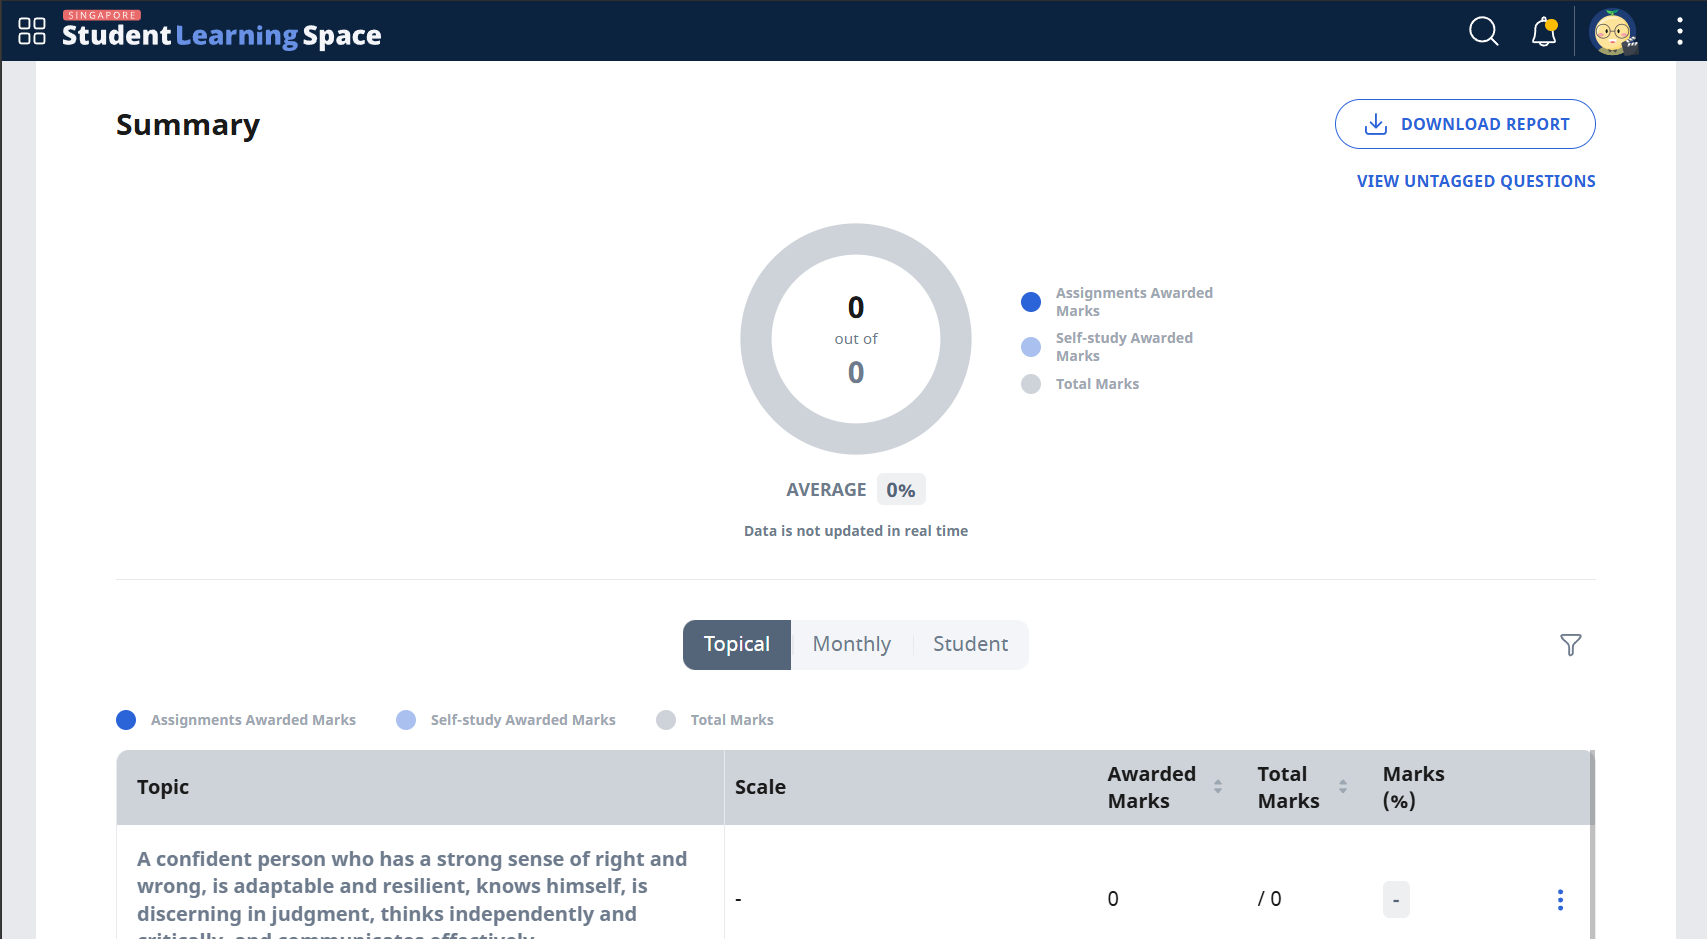 SINGAPORE
Student Learning Space
Summary
DOWNLOAD REPORT
VIEW UNTAGGED QUESTIONS
0
out of
0
Assignments Awarded
Marks
Self-study Awarded
Marks
Total Marks
AVERAGE 0%
Data is not updated in real time
Topical Monthly Student
Assignments Awarded Marks Self-study Awarded Marks Total Marks
Topic Scale Awarded Marks Total Marks Marks (%)
A confident person who has a strong sense of right and
wrong, is adaptable and resilient, knows himself, is
discerning in judgment, thinks independently and
critically, and communicates effectively
- 0 / 0 -